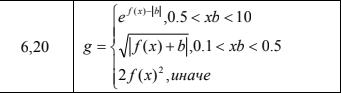 6,20
g = { e^{f(x)-|b|}, 0.5 < xb < 10
√|f(x)+b|, 0.1 < xb < 0.5
2f(x)², иначе